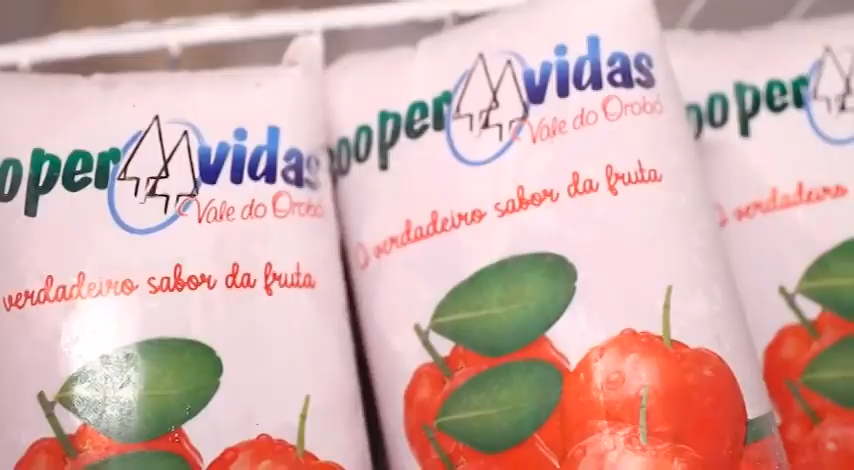 oper vidas
Vale do Orobó
verdadeiro sabor da fruta
ooper vidas
Vale do Orobó
O verdadeiro sabor da fruta
ooper
O verdadeiro